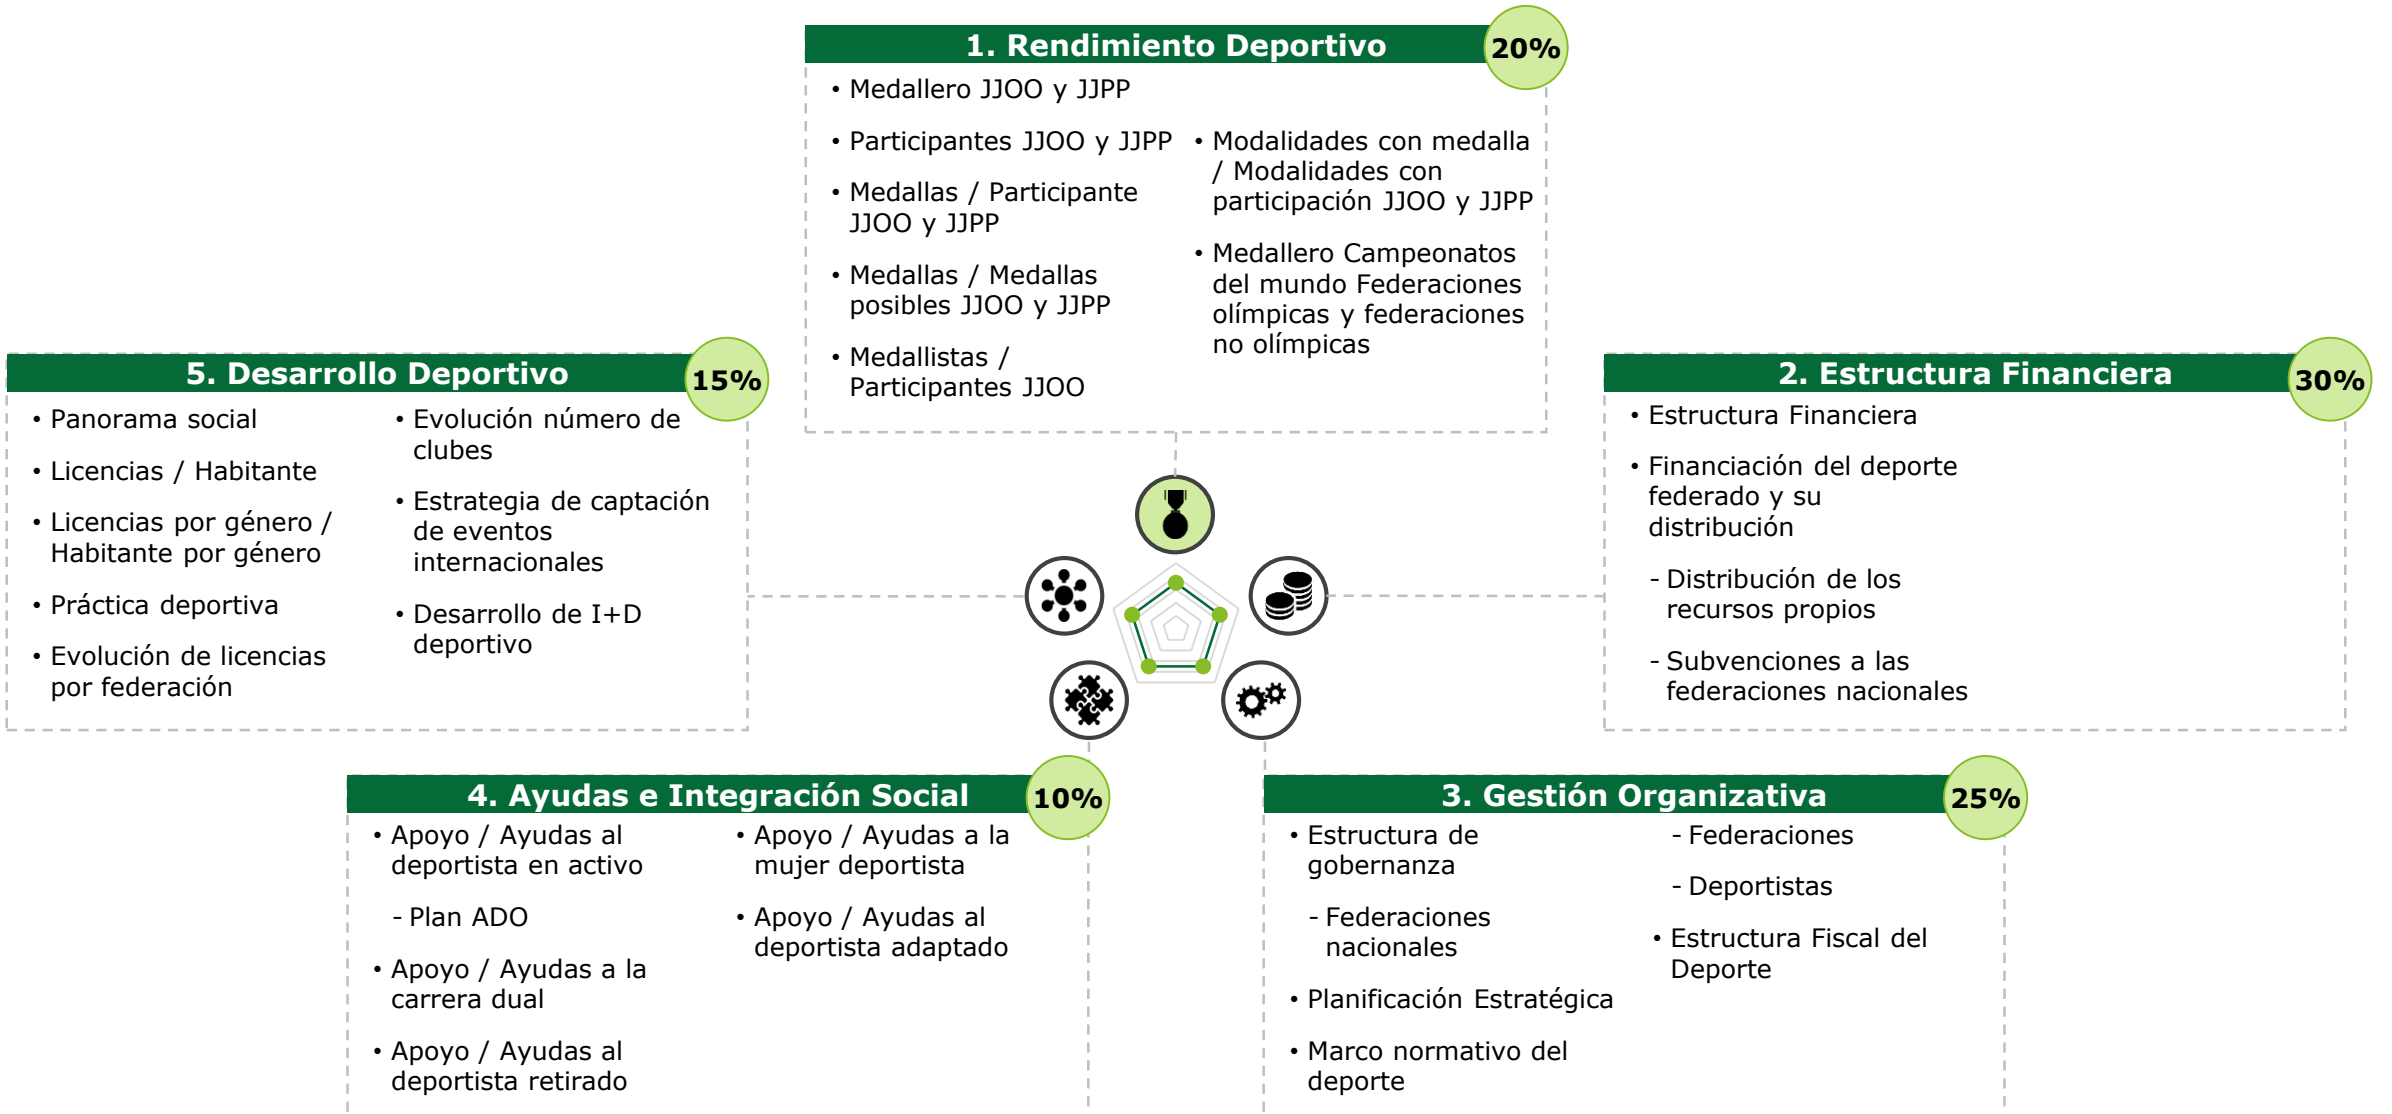 1. Rendimiento Deportivo
20%
• Medallero JJOO y JJPP
• Participantes JJOO y JJPP
• Medallas / Participante
JJOO y JJPP
• Medallas / Medallas
posibles JJOO y JJPP
• Medallistas /
Participantes JJOO
• Modalidades con medalla
/ Modalidades con
participación JJOO y JJPP
• Medallero Campeonatos
del mundo Federaciones
olímpicas y federaciones
no olímpicas
2. Estructura Financiera
30%
• Estructura Financiera
• Financiación del deporte
federado y su
distribución
- Distribución de los
recursos propios
- Subvenciones a las
federaciones nacionales
3. Gestión Organizativa
25%
• Estructura de
gobernanza
- Federaciones
nacionales
• Planificación Estratégica
• Marco normativo del
deporte
- Federaciones
- Deportistas
• Estructura Fiscal del
Deporte
4. Ayudas e Integración Social
10%
• Apoyo / Ayudas al
deportista en activo
- Plan ADO
• Apoyo / Ayudas a la
carrera dual
• Apoyo / Ayudas al
deportista retirado
• Apoyo / Ayudas a la
mujer deportista
• Apoyo / Ayudas al
deportista adaptado
5. Desarrollo Deportivo
15%
• Panorama social
• Licencias / Habitante
• Licencias por género /
Habitante por género
• Práctica deportiva
• Evolución de licencias
por federación
• Evolución número de
clubes
• Estrategia de captación
de eventos
internacionales
• Desarrollo de I+D
deportivo